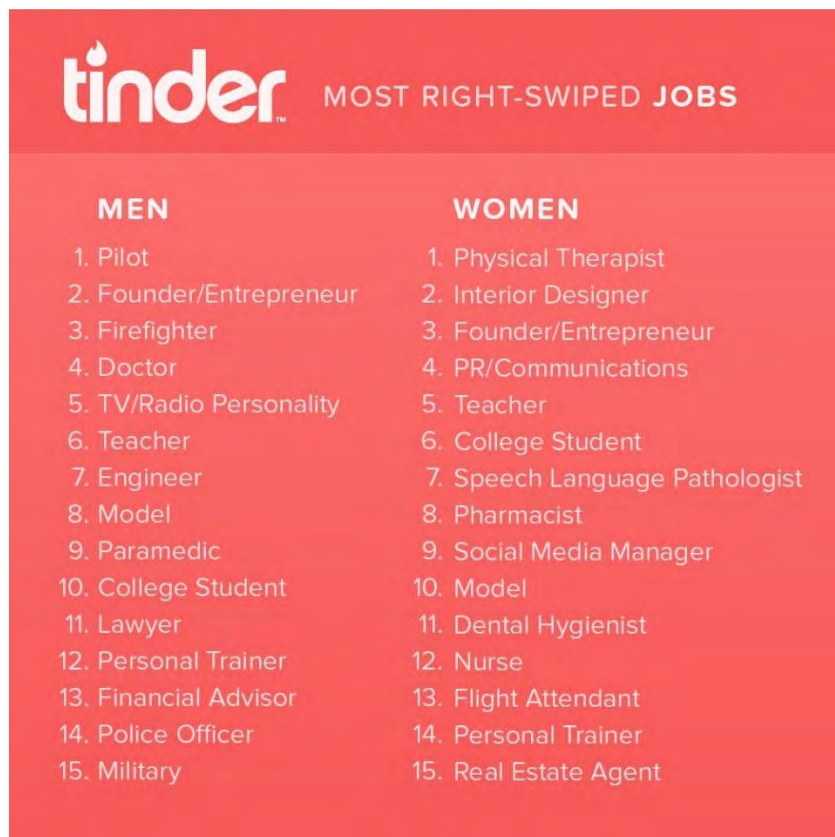 tinder™ MOST RIGHT-SWIPED JOBS
MEN
1. Pilot
2. Founder/Entrepreneur
3. Firefighter
4. Doctor
5. TV/Radio Personality
6. Teacher
7. Engineer
8. Model
9. Paramedic
10. College Student
11. Lawyer
12. Personal Trainer
13. Financial Advisor
14. Police Officer
15. Military
WOMEN
1. Physical Therapist
2. Interior Designer
3. Founder/Entrepreneur
4. PR/Communications
5. Teacher
6. College Student
7. Speech Language Pathologist
8. Pharmacist
9. Social Media Manager
10. Model
11. Dental Hygienist
12. Nurse
13. Flight Attendant
14. Personal Trainer
15. Real Estate Agent